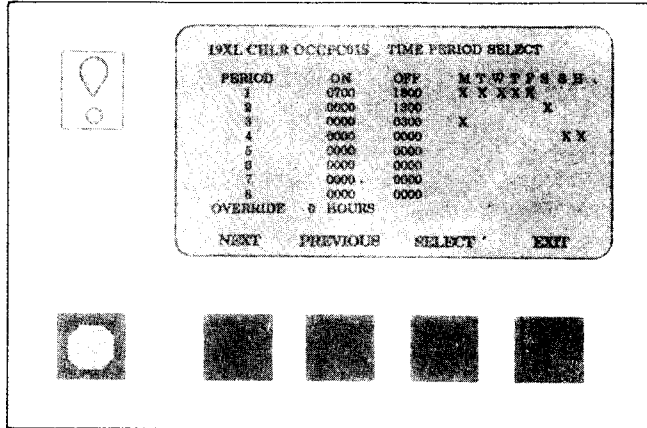 19XL CHLR OCCPC01S TIME PERIOD SELECT
PERIOD ON OFF M T W T F S S H
1 0700 1800 X X X X X
2 0600 1300 X
3 0000 0300 X
4 0000 0000 X X
5 0000 0000
6 0000 0000
7 0000 0000
8 0000 0000
OVERRIDE 0 HOURS
NEXT PREVIOUS SELECT EXIT